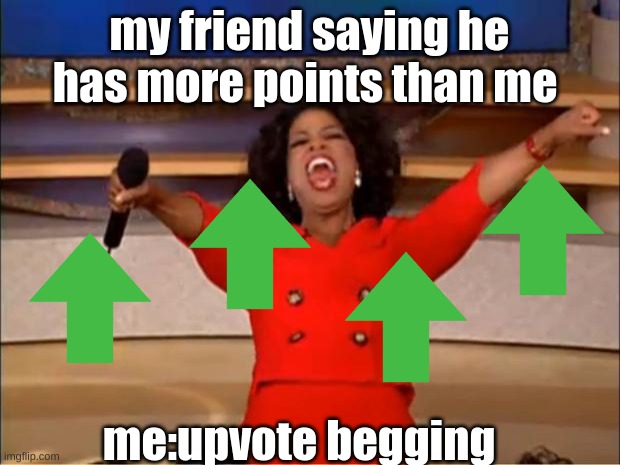 my friend saying he
has more points than me
me:upvote begging
imgflip.com